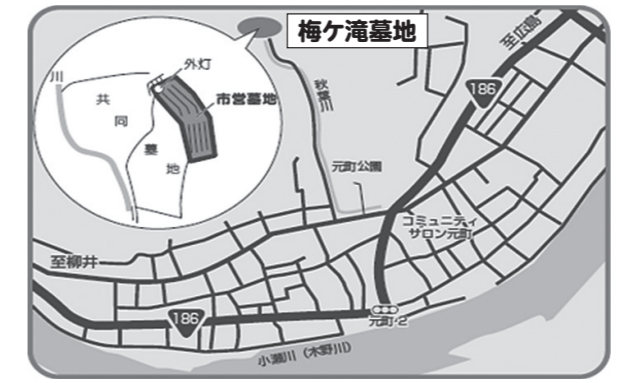 梅ケ滝墓地
至広島
186
外灯
川
共同墓地
市営墓地
秋葉川
元町公園
コミュニティ
サロン元町
至柳井
186
元町2
小瀬川（木野川）